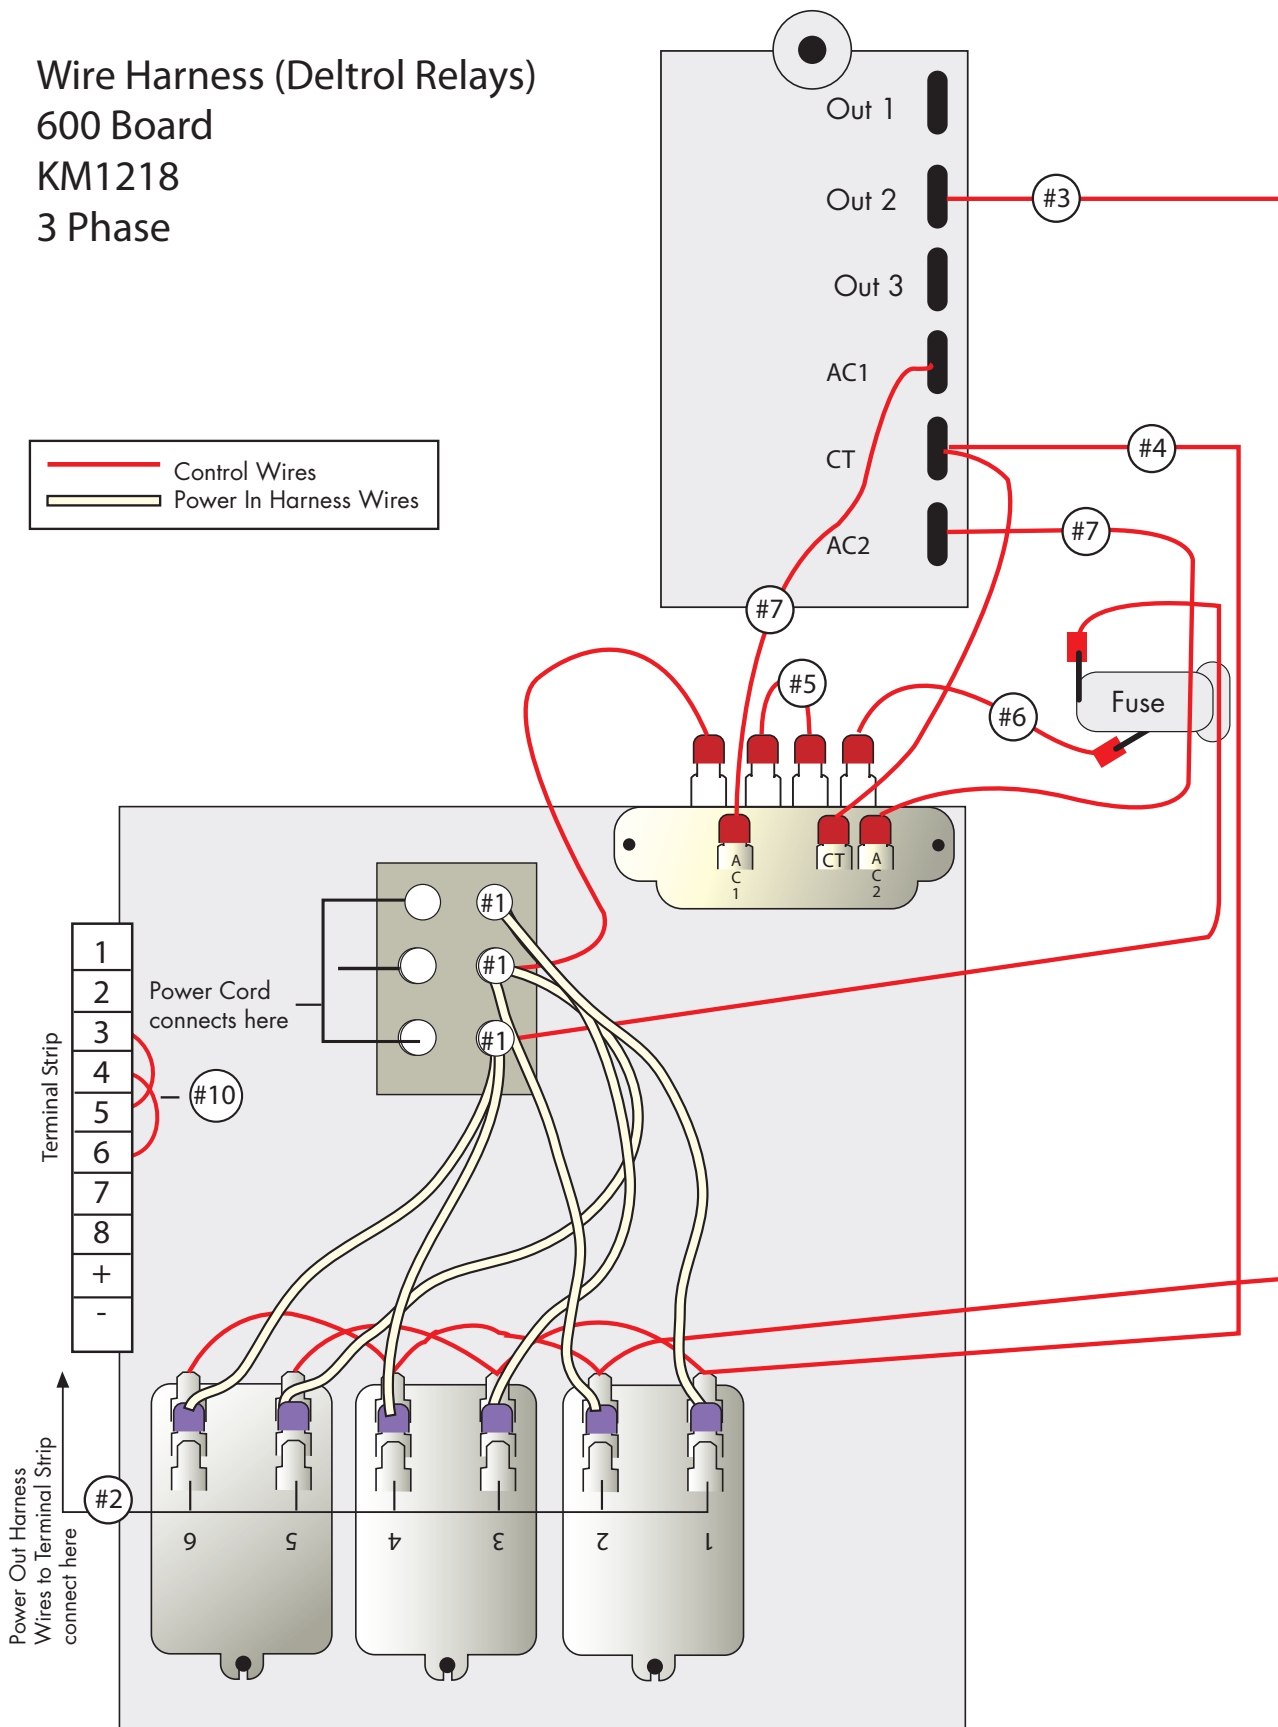 Wire Harness (Deltrol Relays)
600 Board
KM1218
3 Phase
Out 1
Out 2
#3
Out 3
AC1
CT
#4
AC2
#7
Control Wires
Power In Harness Wires
#7
#5
#6
Fuse
AC1
CT
AC2
#1
#1
#1
Power Cord
connects here
Terminal Strip
1
2
3
4
5
6
7
8
+
-
#10
#2
Power Out Harness
Wires to Terminal Strip
connect here
6
5
4
3
2
1